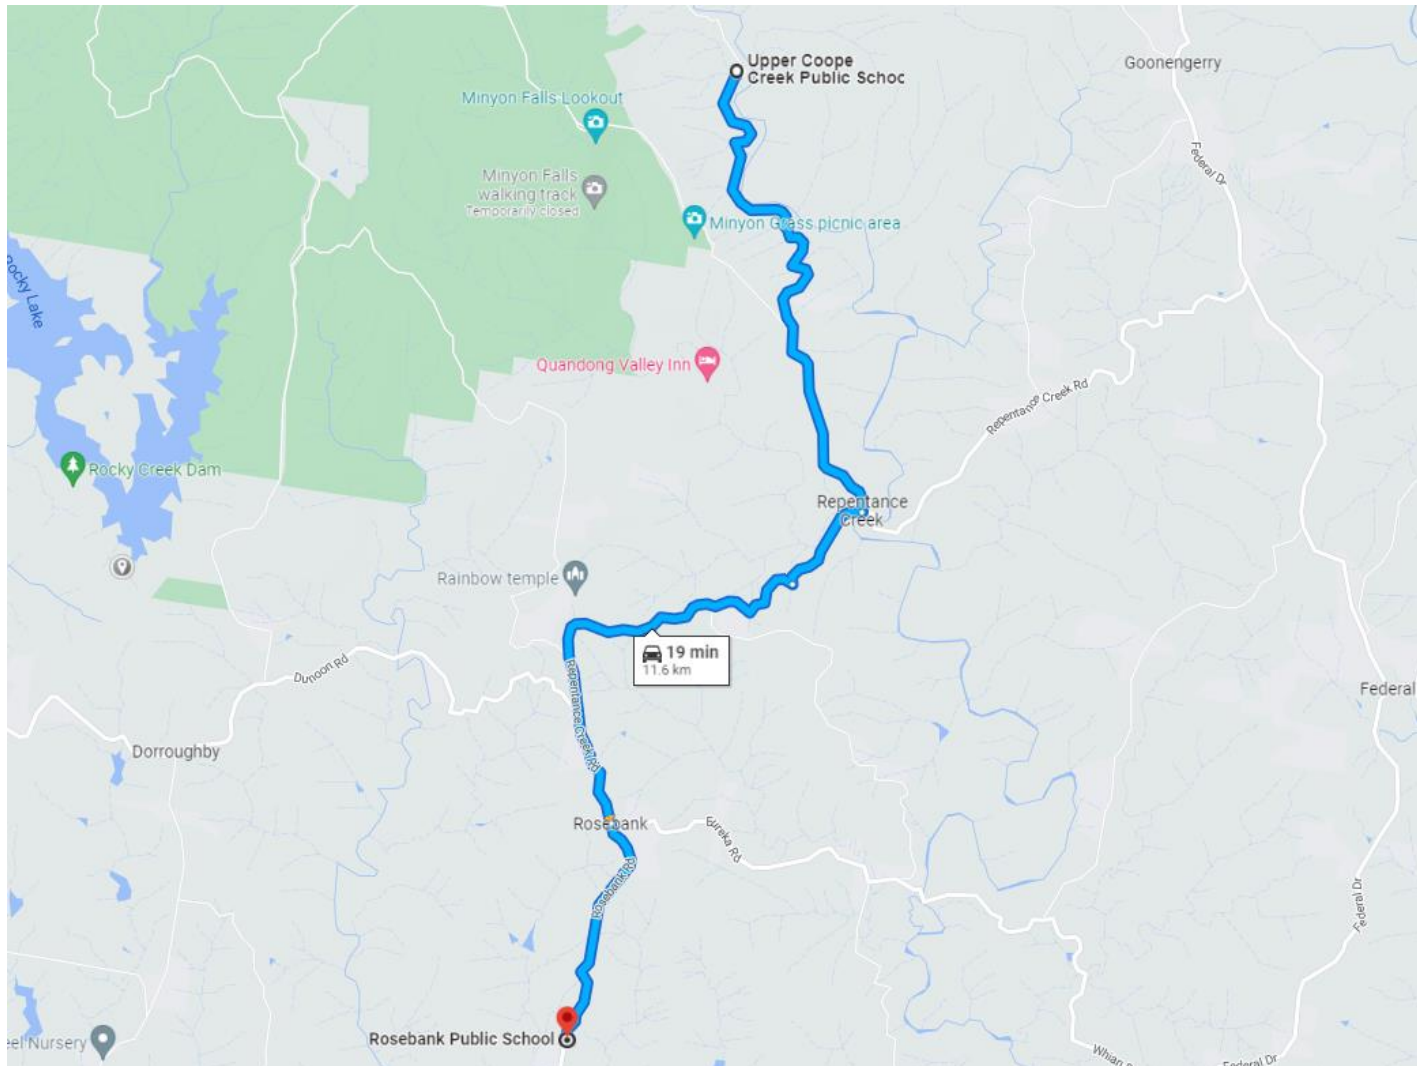 Upper Coope
Creek Public Schoc
Goonengerry
Minyon Falls Lookout
Federal Dr
Minyon Falls
walking track
Temporarily closed
Minyon Grass picnic area
Rocky Lake
Quandong Valley Inn
Repentance Creek Rd
Rocky Creek Dam
Repentance
Creek
Rainbow temple
19 min
11.6 km
Dunoon Rd
Repentance Creek Rd
Federal
Dorroughby
Rosebank
Eureka Rd
Rosebank Rd
Federal Dr
Rosebank Public School
eel Nursery
Whian
Federal Dr